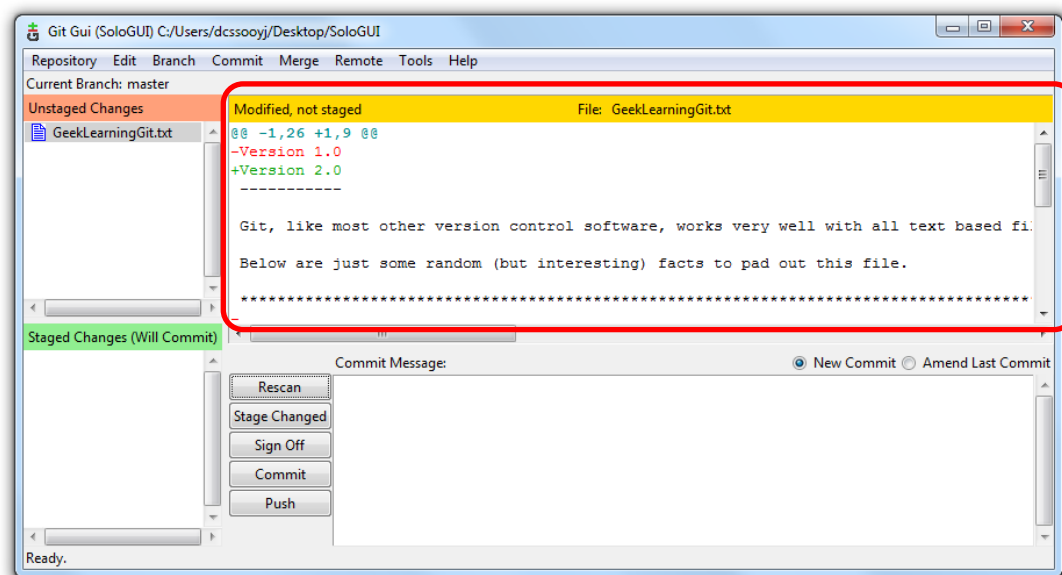 Git Gui (SoloGUI) C:/Users/dcssooyj/Desktop/SoloGUI
Repository Edit Branch Commit Merge Remote Tools Help
Current Branch: master
Unstaged Changes
GeekLearningGit.txt
Modified, not staged File: GeekLearningGit.txt
@@ -1,26 +1,9 @@
-Version 1.0
+Version 2.0
-----------
Git, like most other version control software, works very well with all text based
Below are just some random (but interesting) facts to pad out this file.
*************************************************************************************
-
Staged Changes (Will Commit)
Commit Message:
New Commit Amend Last Commit
Rescan
Stage Changed
Sign Off
Commit
Push
Ready.